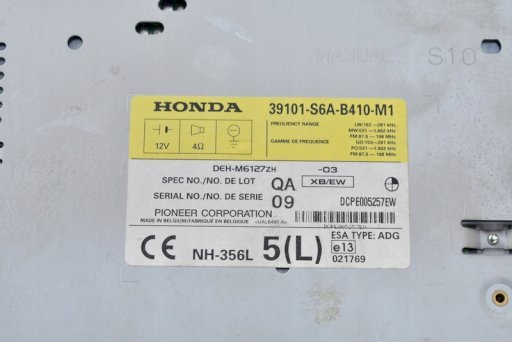 MANUAL S10
HONDA 39101-S6A-B410-M1
FREQUENCY RANGE LW:153—281 kHz
MW:531—1,602 kHz
FM:87.5—108 MHz
GAMME DE FREQUENCE GO:153—281 kHz
PO:531—1,602 kHz
FM:87.5—108 MHz
12V 4Ω
DEH-M6127ZH -03
SPEC NO./NO. DE LOT QA XB/EW
SERIAL NO./NO. DE SERIE 09 DCPE005257EW
PIONEER CORPORATION
MADE IN BELGIUM/FABRIQUÉ EN BELGIQUE
CE NH-356L 5(L) ESA TYPE: ADG
e13
021769